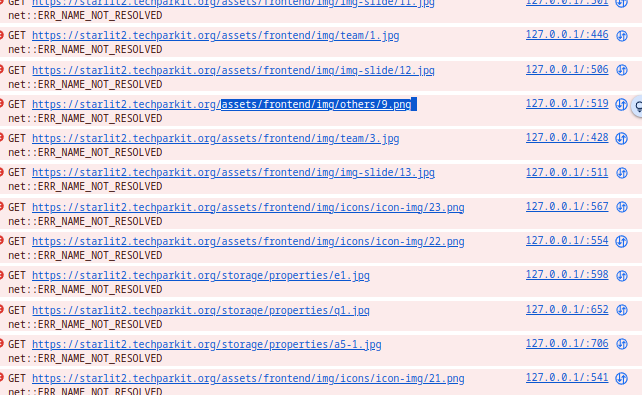 GET https://starlit2.techparkit.org/assets/frontend/img/img-slide/11.jpg 127.0.0.1/:501
net::ERR_NAME_NOT_RESOLVED
GET https://starlit2.techparkit.org/assets/frontend/img/team/1.jpg 127.0.0.1/:446
net::ERR_NAME_NOT_RESOLVED
GET https://starlit2.techparkit.org/assets/frontend/img/img-slide/12.jpg 127.0.0.1/:506
net::ERR_NAME_NOT_RESOLVED
GET https://starlit2.techparkit.org/assets/frontend/img/others/9.png 127.0.0.1/:519
net::ERR_NAME_NOT_RESOLVED
GET https://starlit2.techparkit.org/assets/frontend/img/team/3.jpg 127.0.0.1/:428
net::ERR_NAME_NOT_RESOLVED
GET https://starlit2.techparkit.org/assets/frontend/img/img-slide/13.jpg 127.0.0.1/:511
net::ERR_NAME_NOT_RESOLVED
GET https://starlit2.techparkit.org/assets/frontend/img/icons/icon-img/23.png 127.0.0.1/:567
net::ERR_NAME_NOT_RESOLVED
GET https://starlit2.techparkit.org/assets/frontend/img/icons/icon-img/22.png 127.0.0.1/:554
net::ERR_NAME_NOT_RESOLVED
GET https://starlit2.techparkit.org/storage/properties/e1.jpg 127.0.0.1/:598
net::ERR_NAME_NOT_RESOLVED
GET https://starlit2.techparkit.org/storage/properties/g1.jpg 127.0.0.1/:652
net::ERR_NAME_NOT_RESOLVED
GET https://starlit2.techparkit.org/storage/properties/a5-1.jpg 127.0.0.1/:706
net::ERR_NAME_NOT_RESOLVED
GET https://starlit2.techparkit.org/assets/frontend/img/icons/icon-img/21.png 127.0.0.1/:541
net::ERR_NAME_NOT_RESOLVED